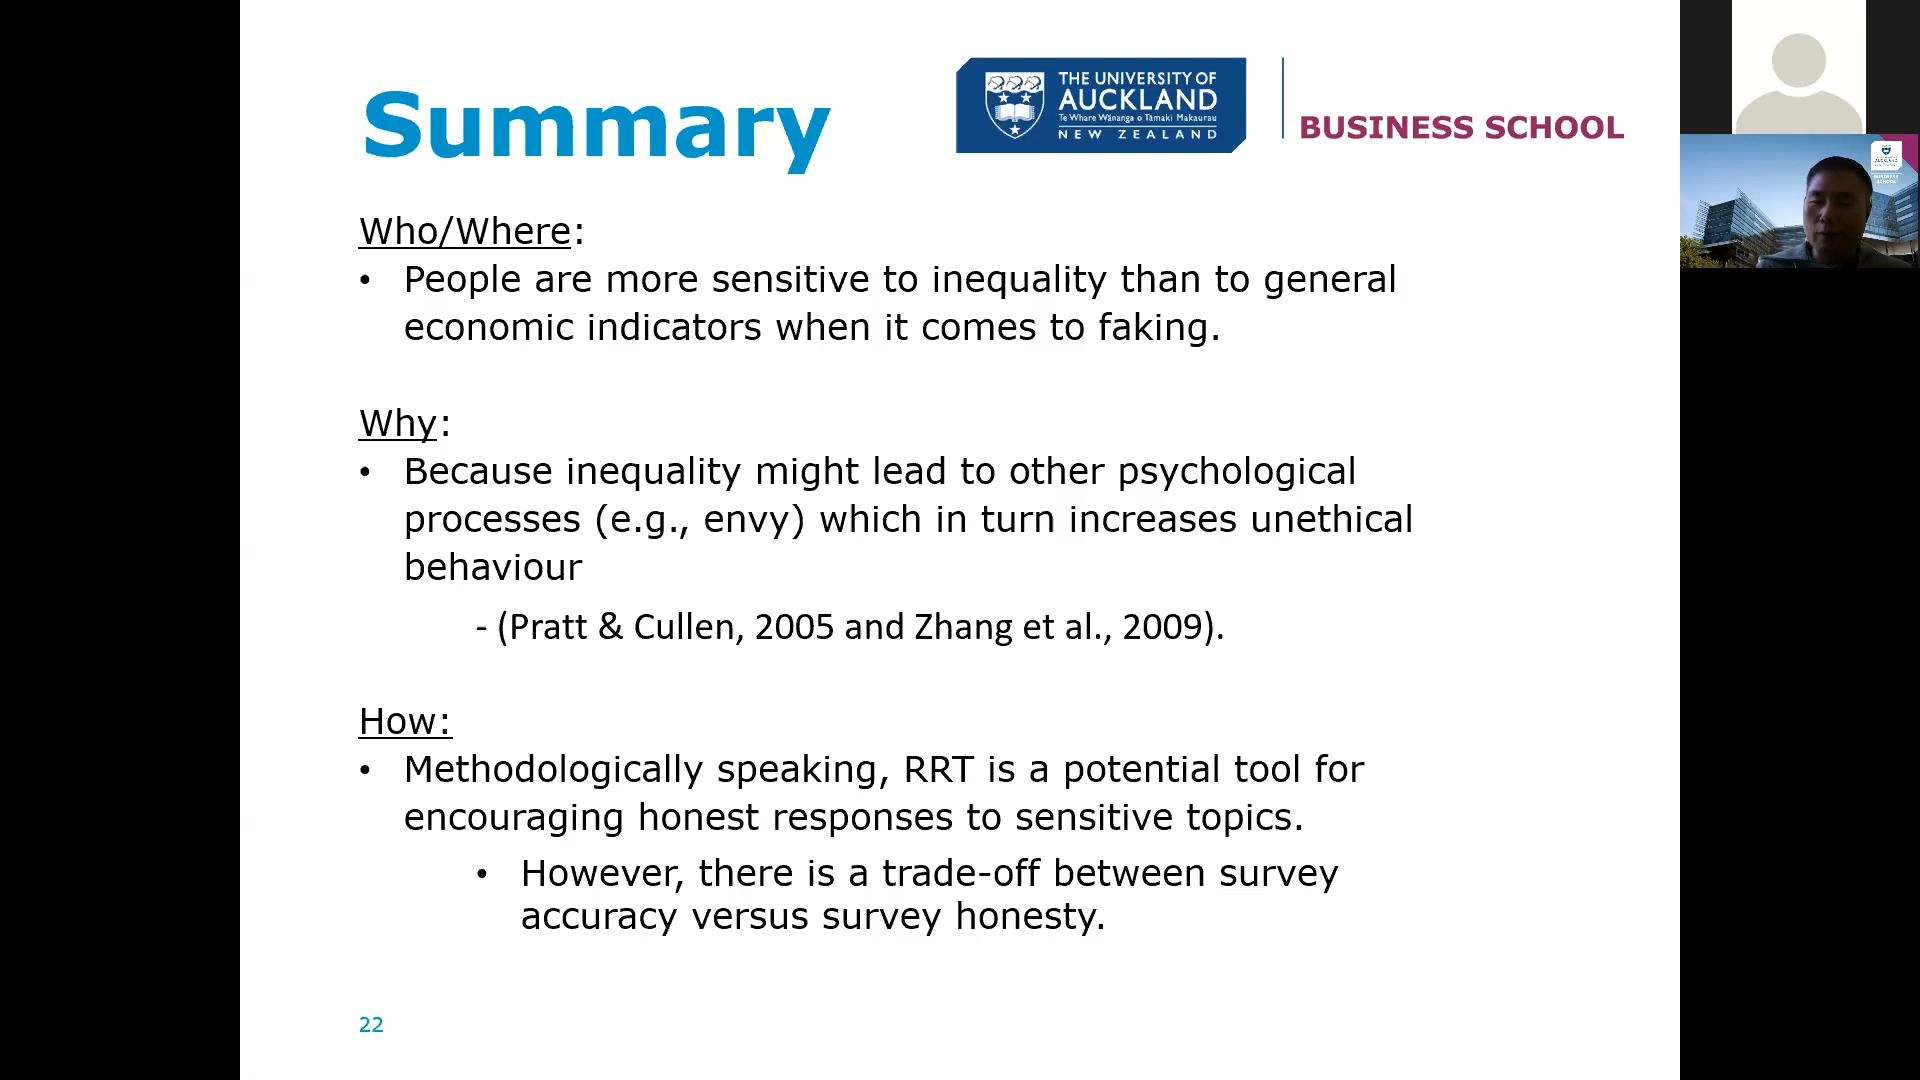 Summary
THE UNIVERSITY OF
AUCKLAND
Te Whare Wānanga o Tāmaki Makaurau
NEW ZEALAND
BUSINESS SCHOOL
Who/Where:
• People are more sensitive to inequality than to general
economic indicators when it comes to faking.
Why:
• Because inequality might lead to other psychological
processes (e.g., envy) which in turn increases unethical
behaviour
- (Pratt & Cullen, 2005 and Zhang et al., 2009).
How:
• Methodologically speaking, RRT is a potential tool for
encouraging honest responses to sensitive topics.
• However, there is a trade-off between survey
accuracy versus survey honesty.
22
AUCKLAND
BUSINESS
SCHOOL